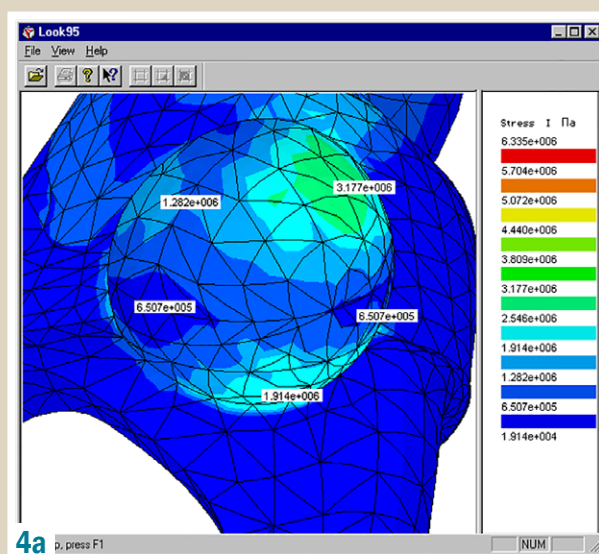 Look95
File View Help
Stress I Па
6.335e+006
5.704e+006
5.072e+006
4.440e+006
3.809e+006
3.177e+006
2.546e+006
1.914e+006
1.282e+006
6.507e+005
1.914e+004
3.177e+006
1.282e+006
6.507e+005
6.507e+005
1.914e+006
4a
p, press F1
NUM